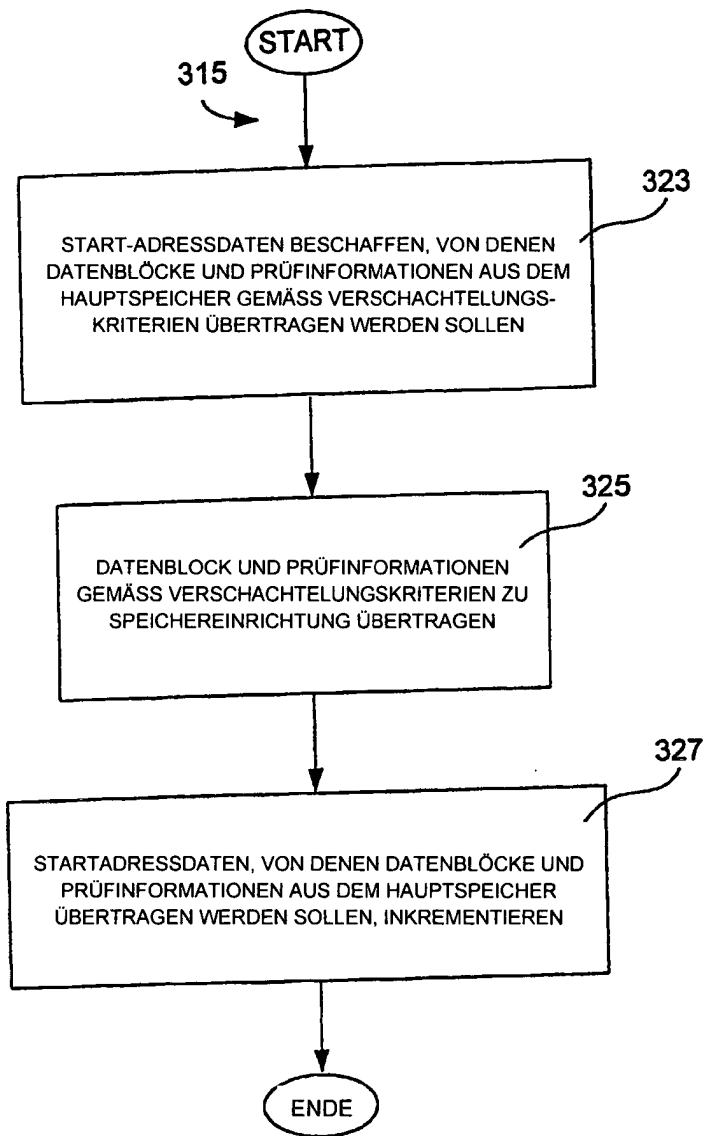 START
315
323
START-ADRESSDATEN BESCHAFFEN, VON DENEN
DATENBLÖCKE UND PRÜFINFORMATIONEN AUS DEM
HAUPTSPEICHER GEMÄSS VERSCHACHTELUNGS-
KRITERIEN ÜBERTRAGEN WERDEN SOLLEN
325
DATENBLOCK UND PRÜFINFORMATIONEN
GEMÄSS VERSCHACHTELUNGSKRITERIEN ZU
SPEICHEREINRICHTUNG ÜBERTRAGEN
327
STARTADRESSDATEN, VON DENEN DATENBLÖCKE UND
PRÜFINFORMATIONEN AUS DEM HAUPTSPEICHER
ÜBERTRAGEN WERDEN SOLLEN, INKREMENTIEREN
ENDE